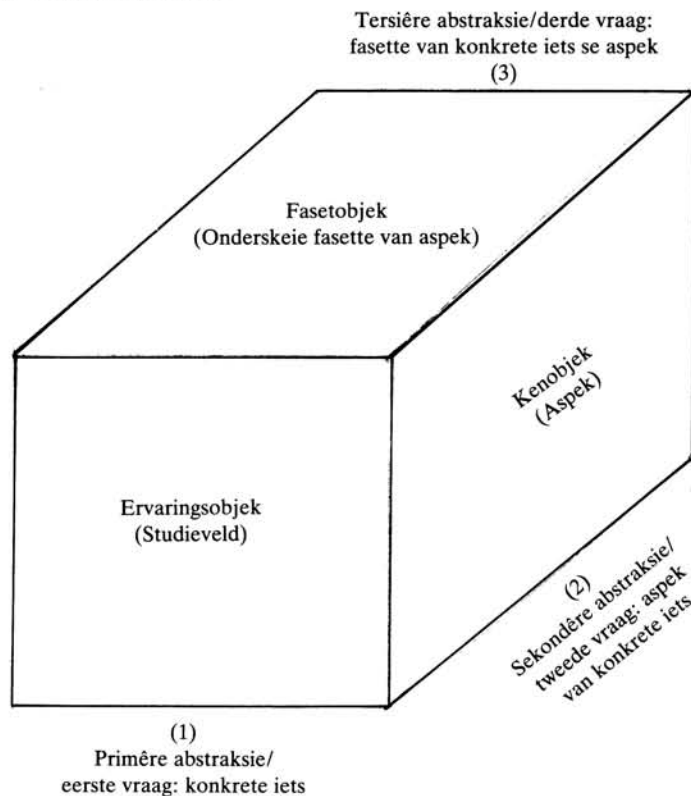 Tersiêre abstraksie/derde vraag:
fasette van konkrete iets se aspek
(3)
Fasetobjek
(Onderskeie fasette van aspek)
Kenobjek
(Aspek)
Ervaringsobjek
(Studieveld)
(2)
Sekondêre abstraksie/
tweede vraag: aspek
van konkrete iets
(1)
Primêre abstraksie/
eerste vraag: konkrete iets